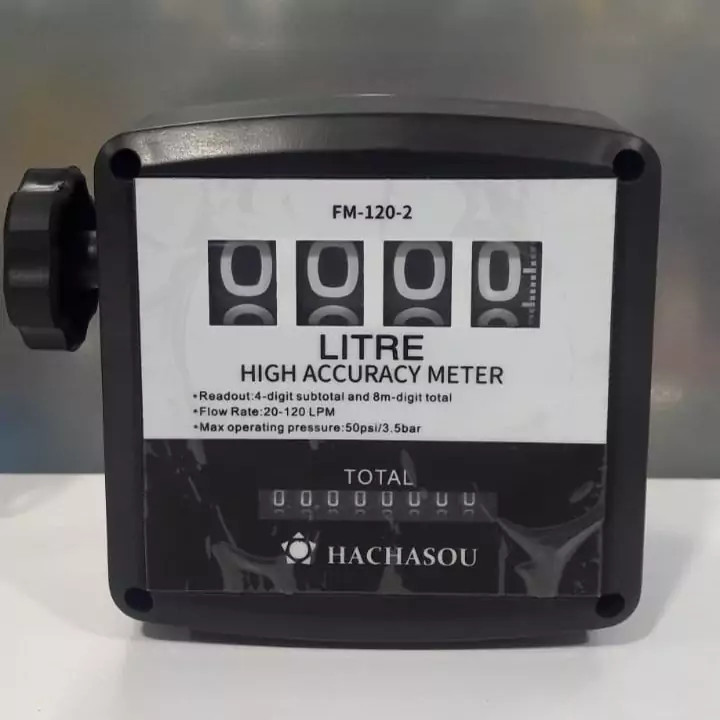 FM-120-2
0000
LITRE
HIGH ACCURACY METER
•Readout:4-digit subtotal and 8m-digit total
•Flow Rate:20-120 LPM
•Max operating pressure:50psi/3.5bar
TOTAL
00000000
HACHASOU